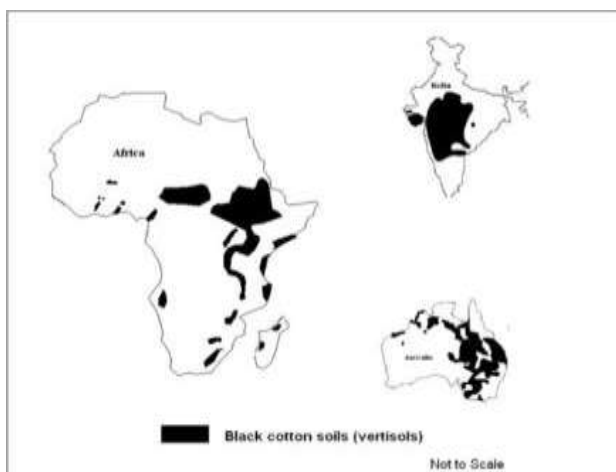 India
Africa
Australia
Black cotton soils (vertisols)
Not to Scale